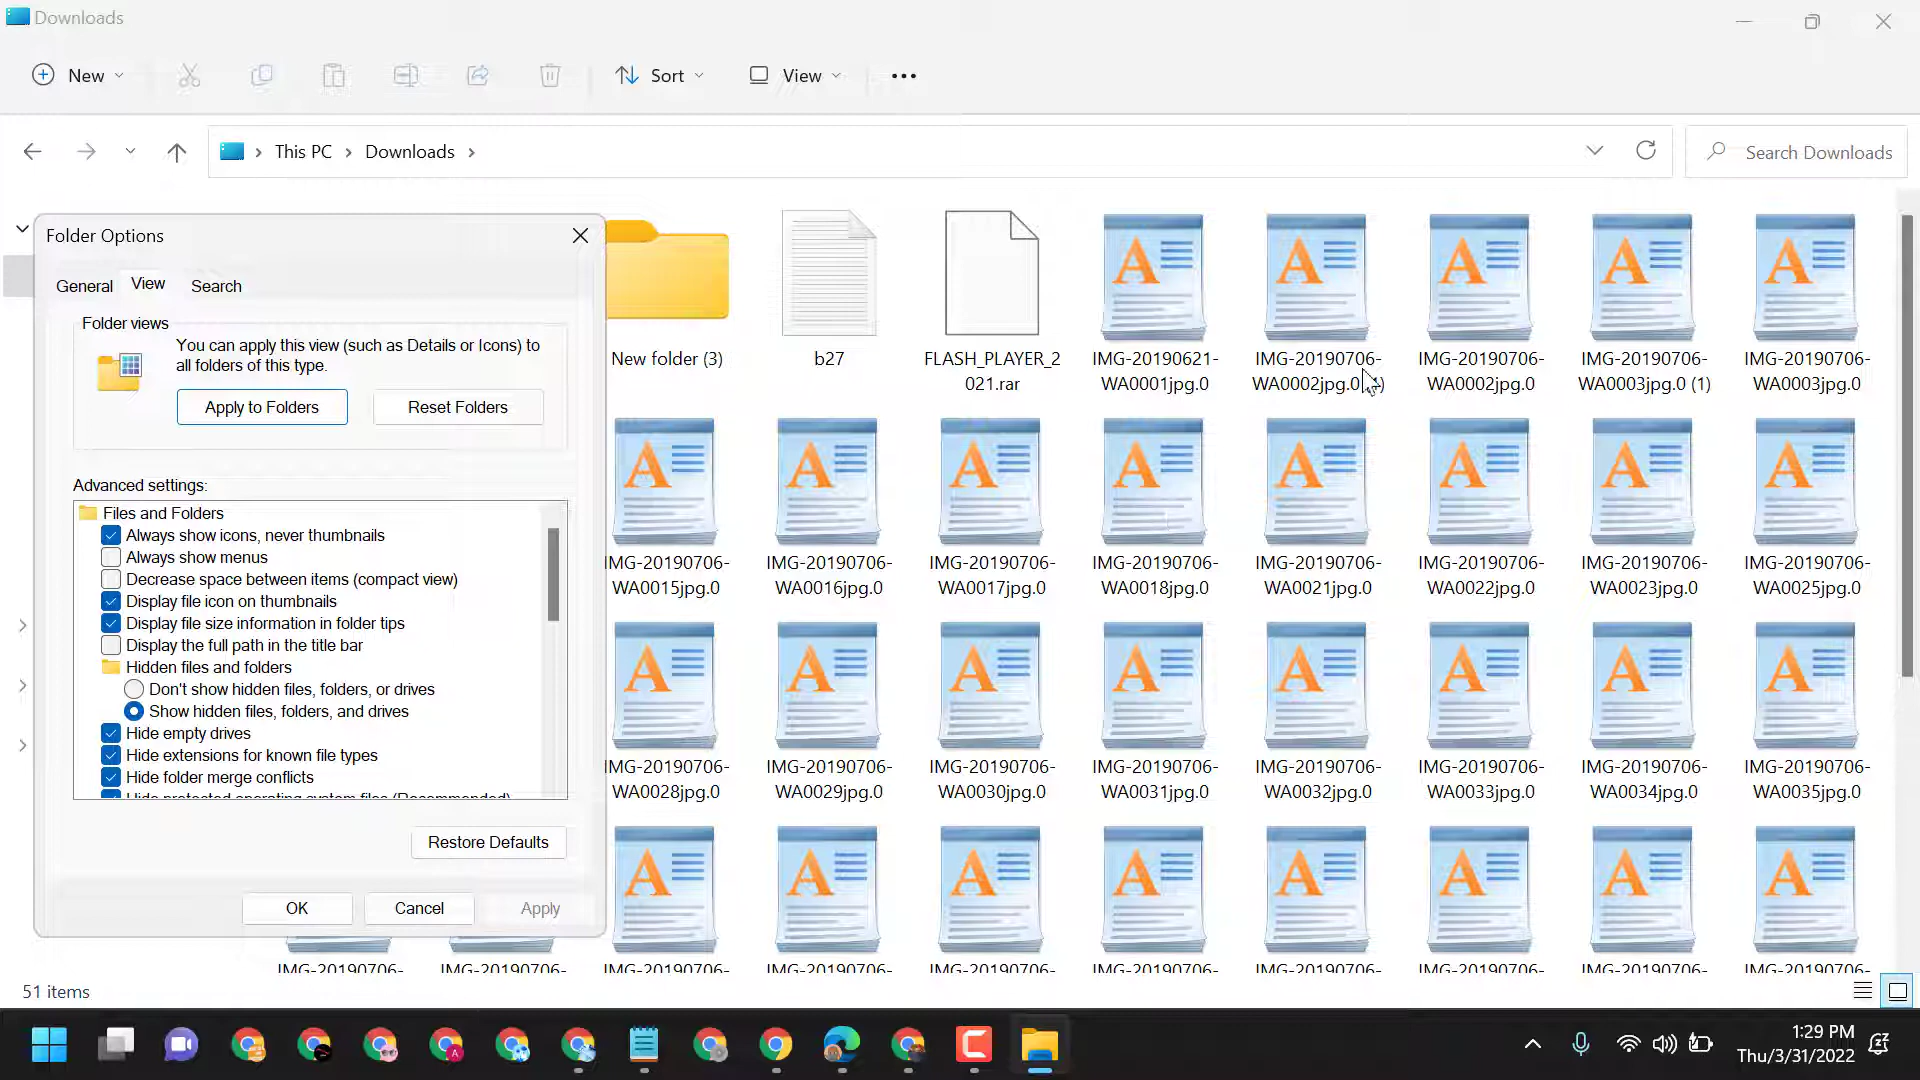 Downloads
New
Sort
View
This PC
Downloads
Search Downloads
Folder Options
General
View
Search
Folder views
You can apply this view (such as Details or Icons) to
all folders of this type.
Apply to Folders
Reset Folders
Advanced settings:
Files and Folders
Always show icons, never thumbnails
Always show menus
Decrease space between items (compact view)
Display file icon on thumbnails
Display file size information in folder tips
Display the full path in the title bar
Hidden files and folders
Don't show hidden files, folders, or drives
Show hidden files, folders, and drives
Hide empty drives
Hide extensions for known file types
Hide folder merge conflicts
Hide protected operating system files (Recommended)
Restore Defaults
OK
Cancel
Apply
New folder (3)
b27
FLASH_PLAYER_2
021.rar
IMG-20190621-
WA0001jpg.0
IMG-20190706-
WA0002jpg.0
IMG-20190706-
WA0002jpg.0
IMG-20190706-
WA0003jpg.0 (1)
IMG-20190706-
WA0003jpg.0
IMG-20190706-
WA0015jpg.0
IMG-20190706-
WA0016jpg.0
IMG-20190706-
WA0017jpg.0
IMG-20190706-
WA0018jpg.0
IMG-20190706-
WA0021jpg.0
IMG-20190706-
WA0022jpg.0
IMG-20190706-
WA0023jpg.0
IMG-20190706-
WA0025jpg.0
IMG-20190706-
WA0028jpg.0
IMG-20190706-
WA0029jpg.0
IMG-20190706-
WA0030jpg.0
IMG-20190706-
WA0031jpg.0
IMG-20190706-
WA0032jpg.0
IMG-20190706-
WA0033jpg.0
IMG-20190706-
WA0034jpg.0
IMG-20190706-
WA0035jpg.0
IMG-20190706-
IMG-20190706-
IMG-20190706-
IMG-20190706-
IMG-20190706-
IMG-20190706-
IMG-20190706-
IMG-20190706-
IMG-20190706-
IMG-20190706-
51 items
1:29 PM
Thu/3/31/2022